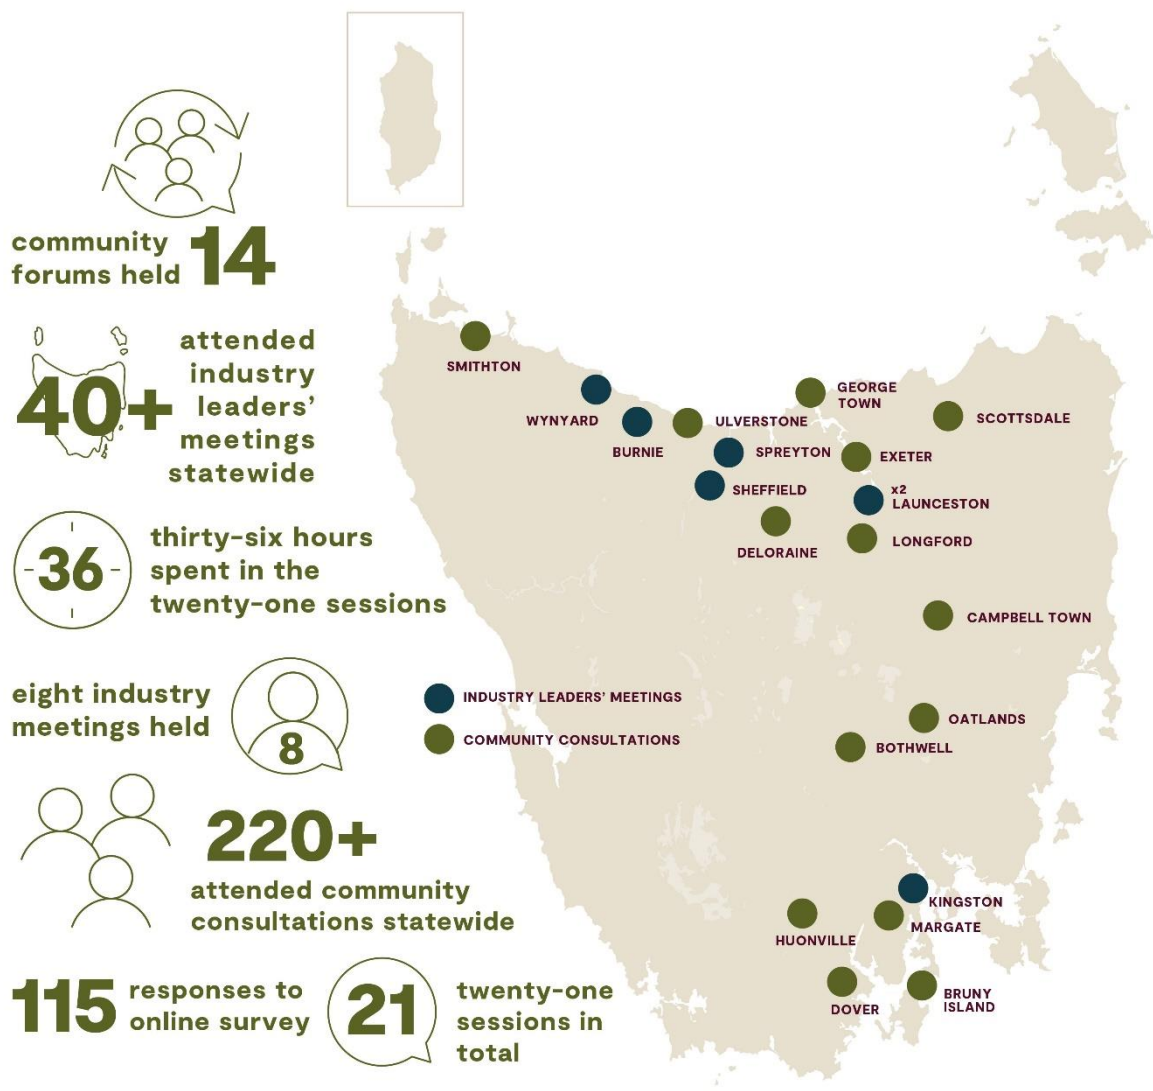 community
forums held
14
40+
attended
industry
leaders’
meetings
statewide
36
thirty-six hours
spent in the
twenty-one sessions
eight industry
meetings held
8
220+
attended community
consultations statewide
115
responses to
online survey
21
twenty-one
sessions in
total
SMITHTON
WYNYARD
BURNIE
ULVERSTONE
GEORGE
TOWN
SCOTTSDALE
SPREYTON
EXETER
SHEFFIELD
x2
LAUNCESTON
DELORAINE
LONGFORD
CAMPBELL TOWN
INDUSTRY LEADERS’ MEETINGS
COMMUNITY CONSULTATIONS
OATLANDS
BOTHWELL
KINGSTON
MARGATE
HUONVILLE
DOVER
BRUNY
ISLAND